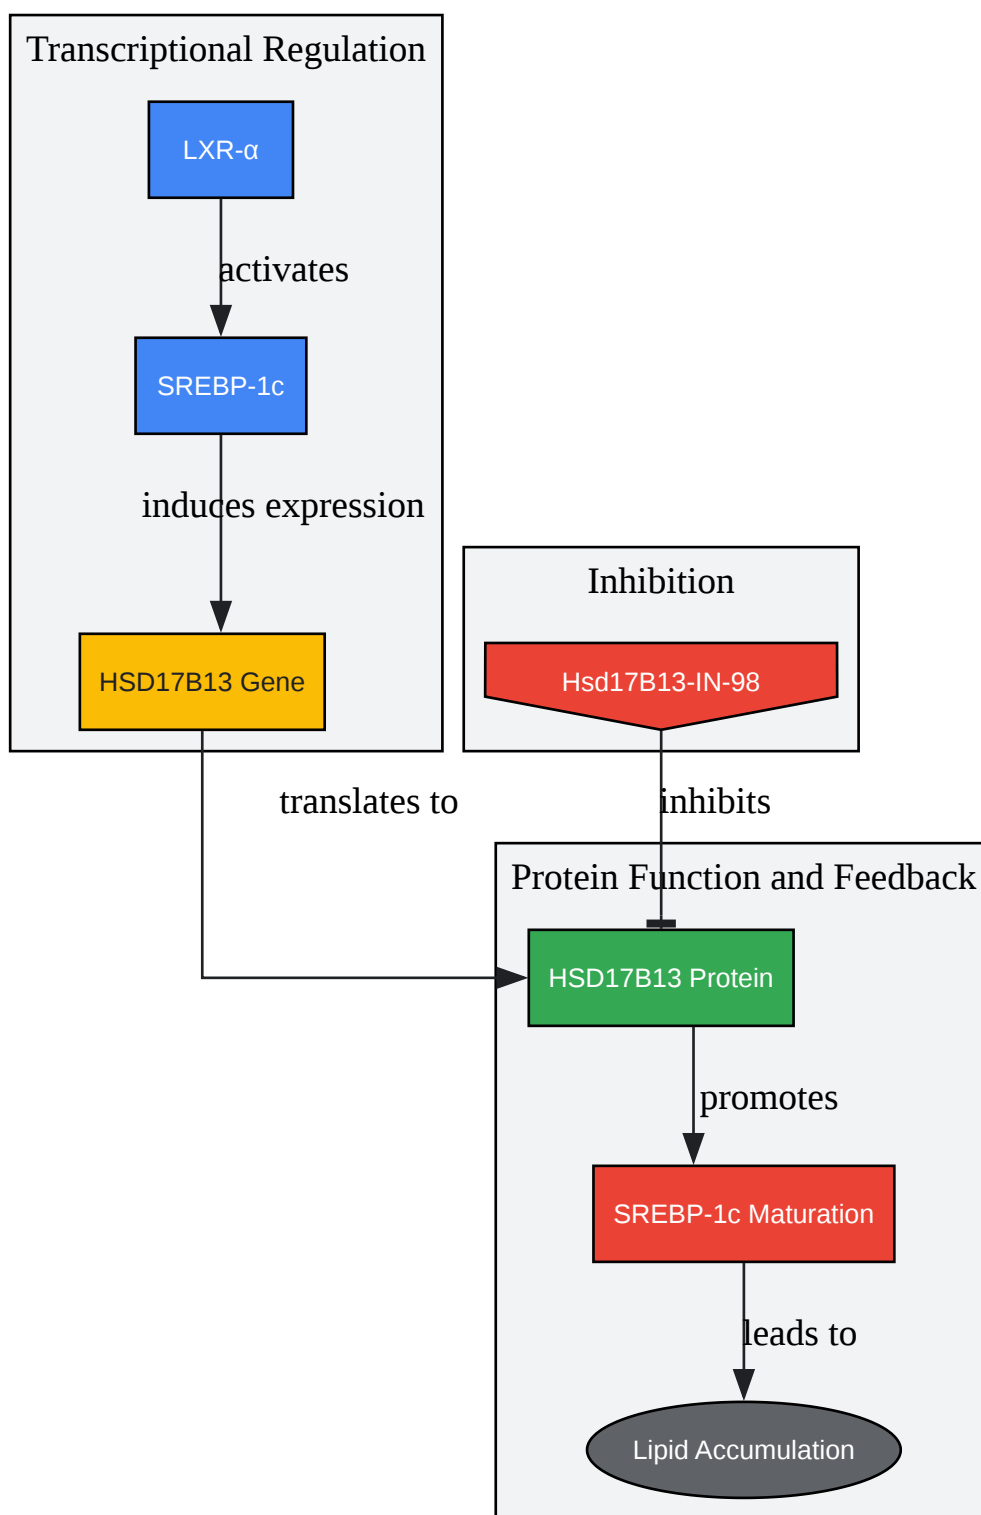 Transcriptional Regulation
LXR-α
activates
SREBP-1c
induces expression
Inhibition
HSD17B13 Gene
Hsd17B13-IN-98
translates to
inhibits
Protein Function and Feedback
HSD17B13 Protein
promotes
SREBP-1c Maturation
leads to
Lipid Accumulation